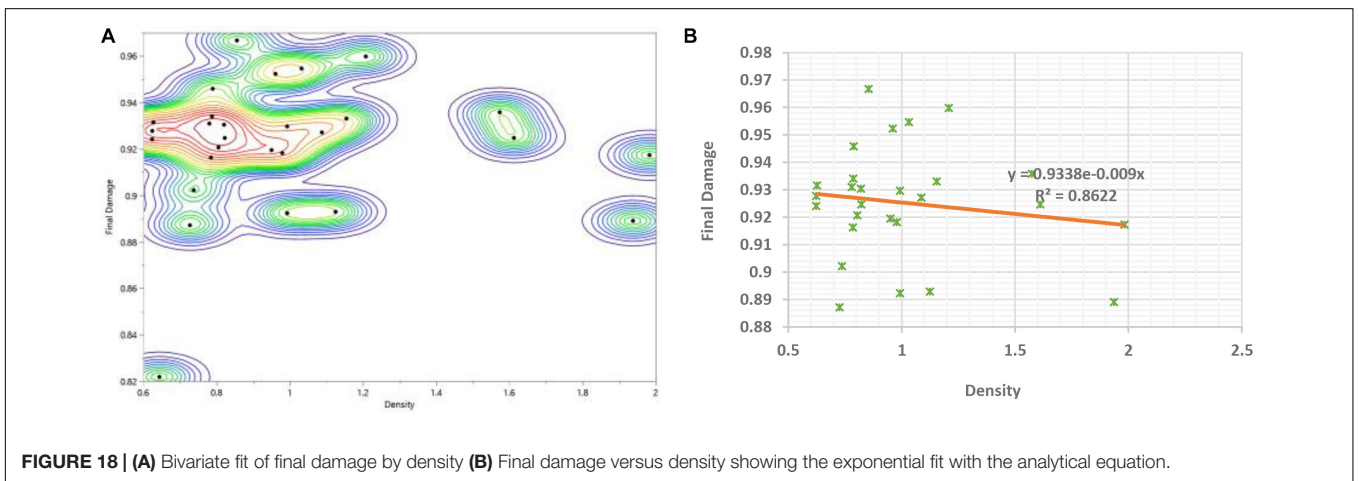 A
0.96
0.94
0.92
0.9
0.88
0.86
0.84
0.82
Final Damage
0.6 0.8 1 1.2 1.4 1.6 1.8 2
Density
B
0.98
0.97
0.96
0.95
0.94
0.93
0.92
0.91
0.9
0.89
0.88
Final Damage
y = 0.9338e-0.009x
R² = 0.8622
0.5 1 1.5 2 2.5
Density
FIGURE 18 | (A) Bivariate fit of final damage by density (B) Final damage versus density showing the exponential fit with the analytical equation.